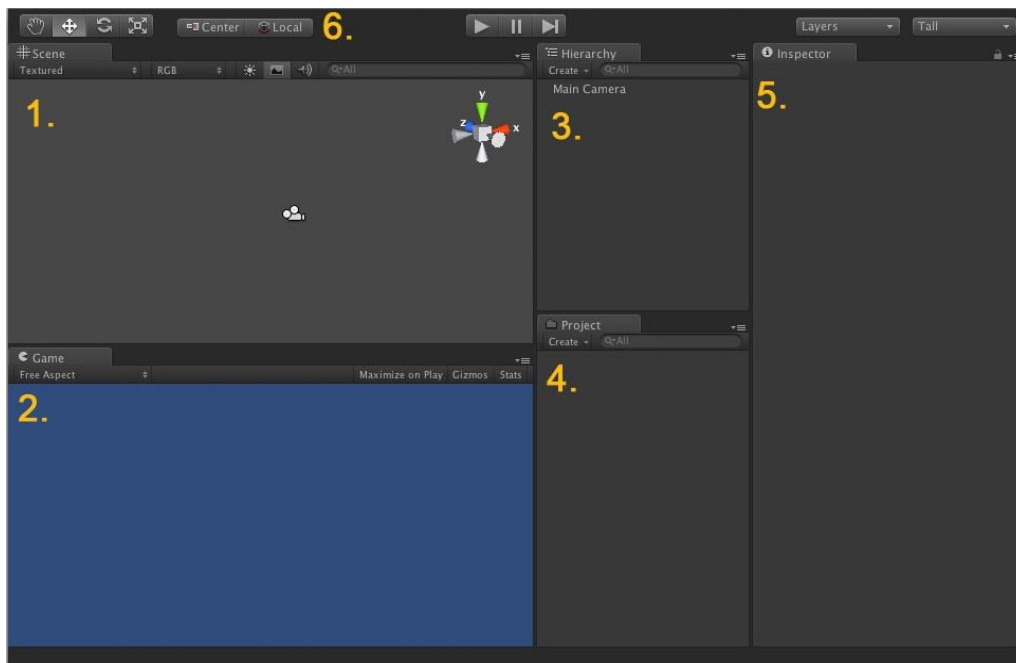 Center Local 6. Layers Tall
Scene
Textured RGB All
1.
y
z x
Game
Free Aspect Maximize on Play Gizmos Stats
2.
Hierarchy
Create All
Main Camera
3.
Project
Create All
4.
Inspector
5.